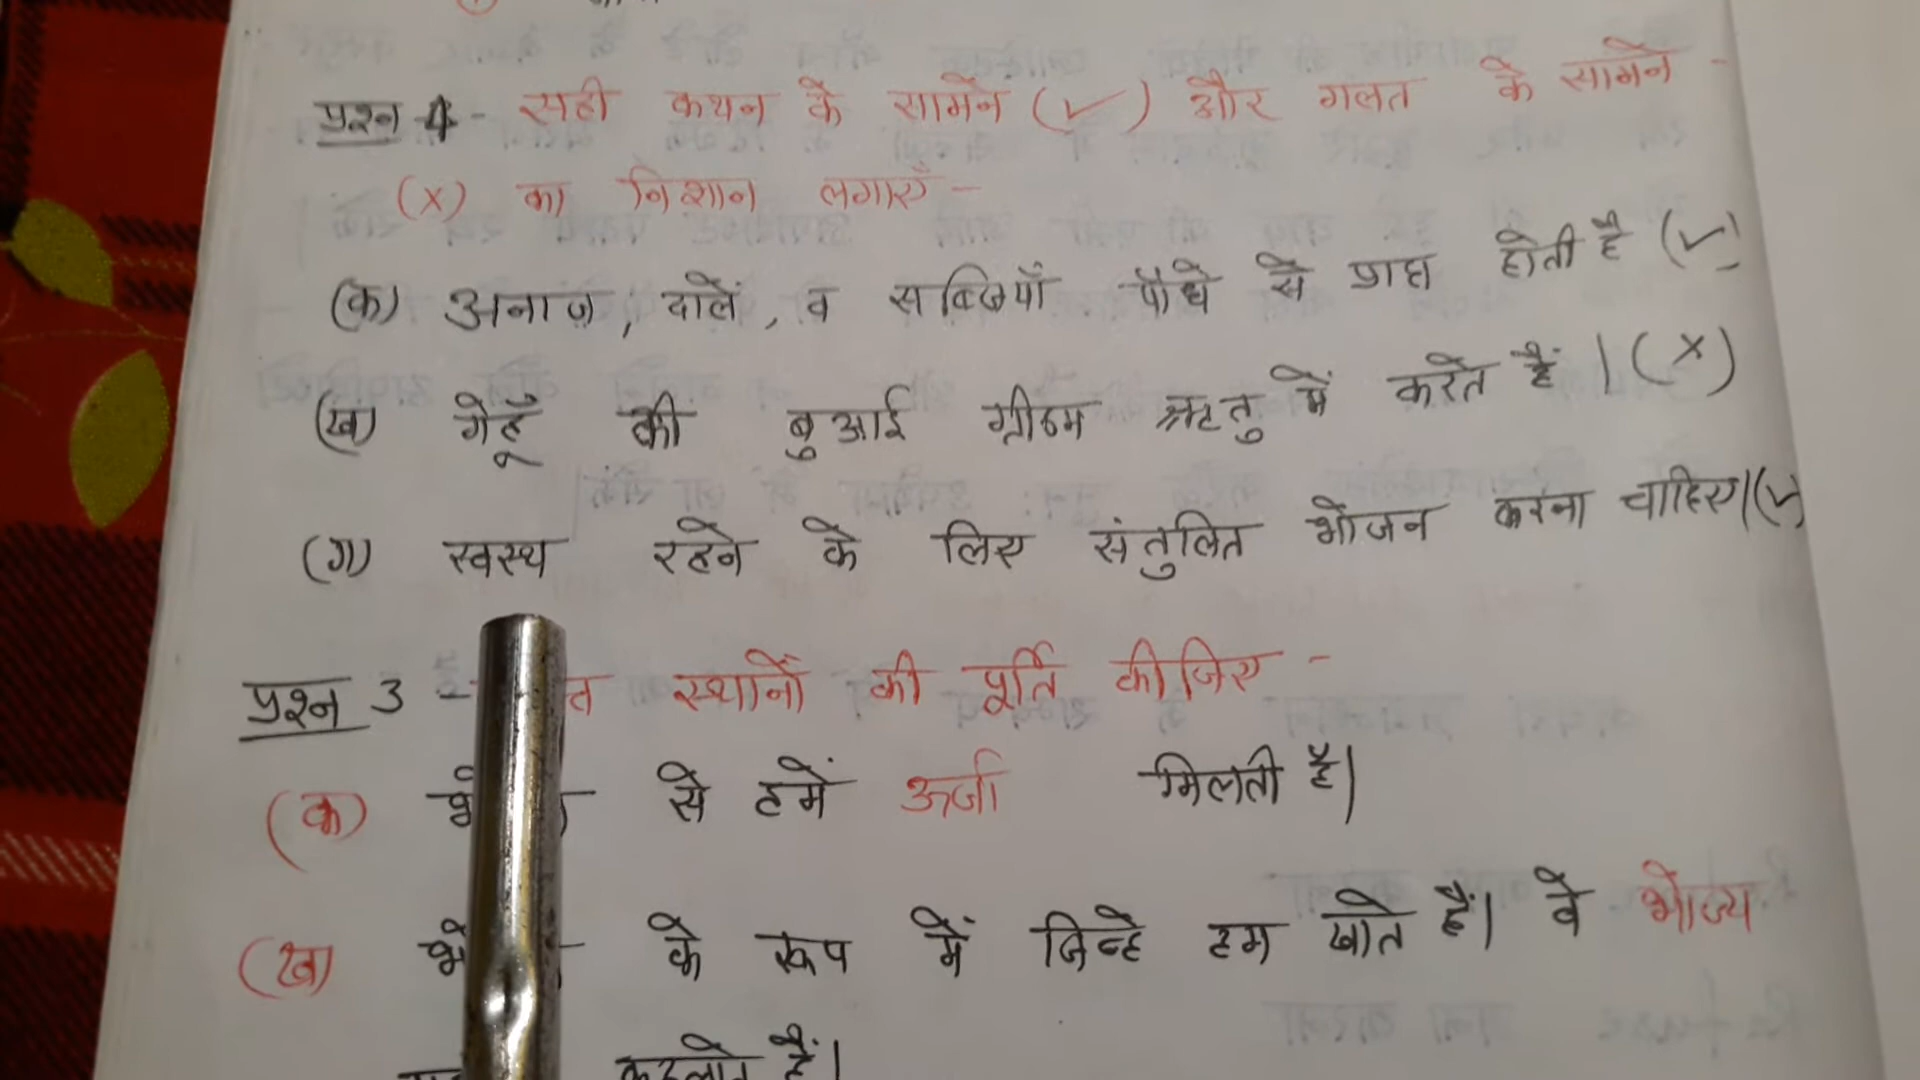 प्रश्न 4 - सही कथन के सामने (✓) और गलत के सामने -
(x) का निशान लगाएँ -
(क) अनाज़, दालें, व सब्जियाँ पौधे से प्राप्त होती है (✓)
(ख) गेहूँ की बुआई ग्रीष्म ऋतु में करते हैं । (x)
(ग) स्वस्थ रहने के लिए संतुलित भोजन करना चाहिए। (✓)
प्रश्न 3 - स्थानों की पूर्ति कीजिए -
(क) से हमें ऊर्जा मिलती है।
(ख) के रूप में जिन्हे हम खाते हैं। वे भोज्य
कहलाते हैं।